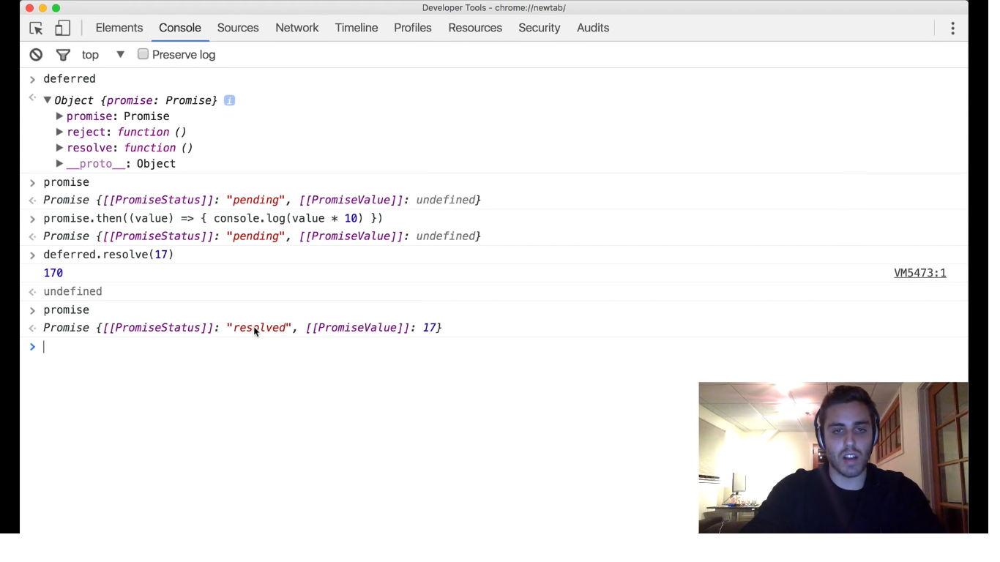 Developer Tools - chrome://newtab/
Elements Console Sources Network Timeline Profiles Resources Security Audits
top ▼ Preserve log
> deferred
▼Object {promise: Promise} i
▶promise: Promise
▶reject: function ()
▶resolve: function ()
▶__proto__: Object
> promise
Promise {[[PromiseStatus]]: "pending", [[PromiseValue]]: undefined}
> promise.then((value) => { console.log(value * 10) })
Promise {[[PromiseStatus]]: "pending", [[PromiseValue]]: undefined}
> deferred.resolve(17)
170 VM5473:1
undefined
> promise
Promise {[[PromiseStatus]]: "resolved", [[PromiseValue]]: 17}
>